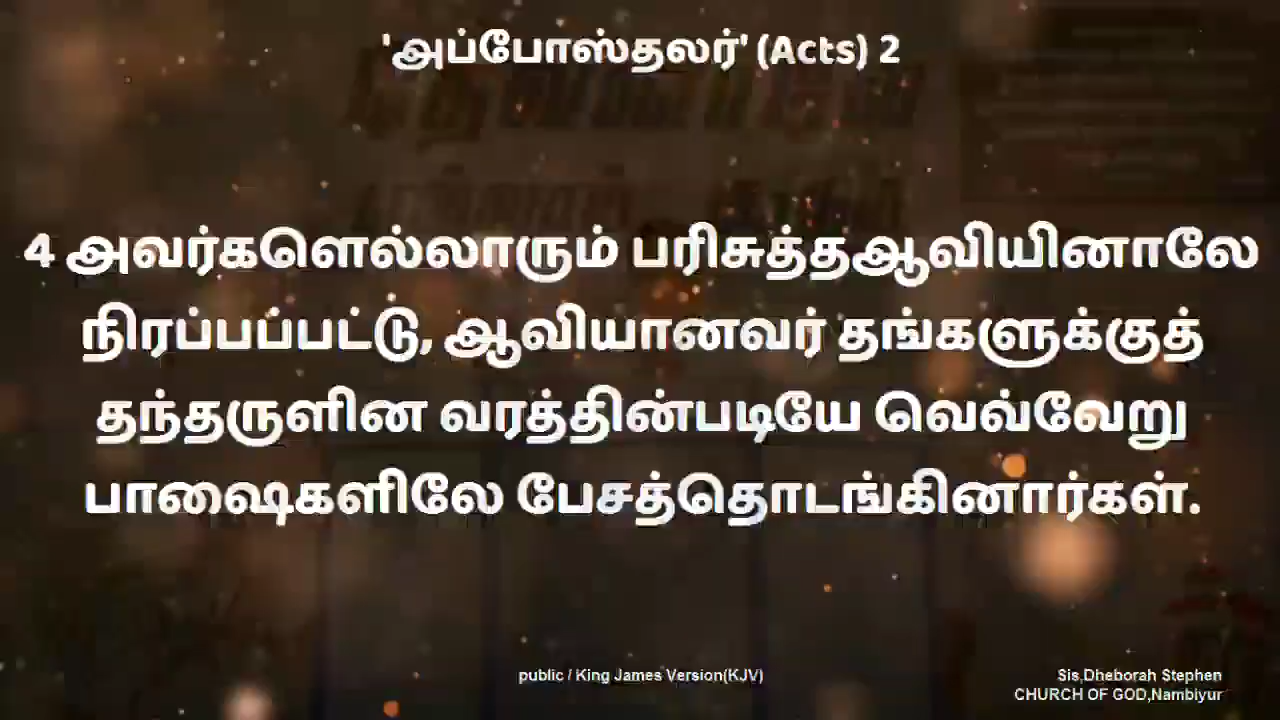 'அப்போஸ்தலர்' (Acts) 2
4 அவர்களெல்லாரும் பரிசுத்தஆவியினாலே
நிரப்பப்பட்டு, ஆவியானவர் தங்களுக்குத்
தந்தருளின வரத்தின்படியே வெவ்வேறு
பாஷைகளிலே பேசத்தொடங்கினார்கள்.
public / King James Version(KJV)
Sis,Dheborah Stephen
CHURCH OF GOD,Nambiyur